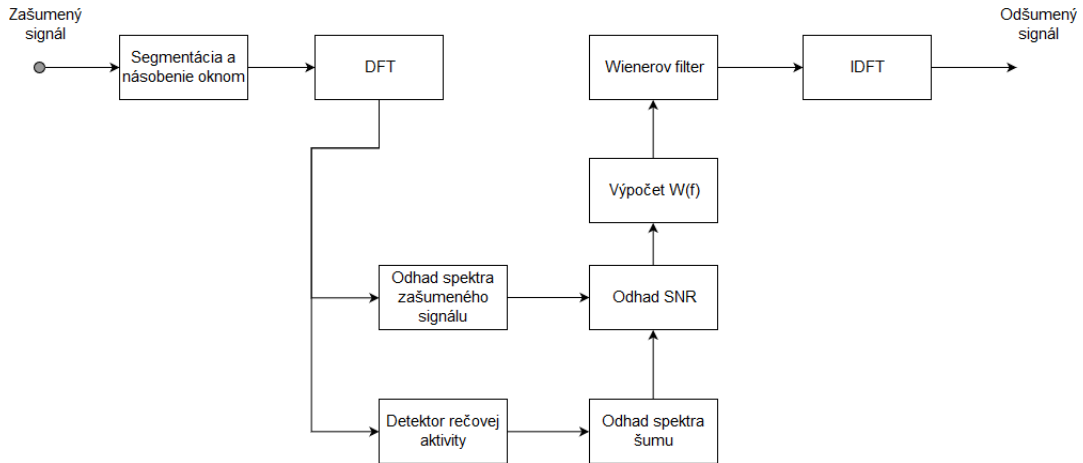 Zašumený
signál
Odšumený
signál
Segmentácia a
násobenie oknom
DFT
Wienerov filter
IDFT
Výpočet W(f)
Odhad spektra
zašumeného
signálu
Odhad SNR
Detektor rečovej
aktivity
Odhad spektra
šumu